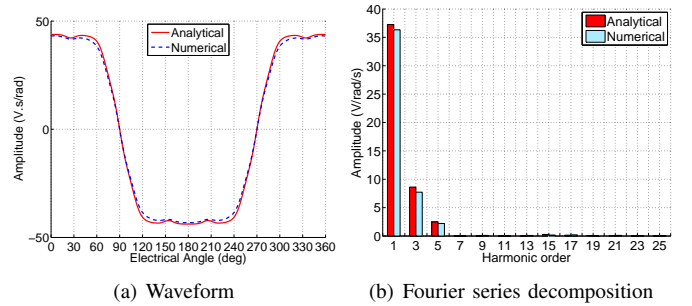 50
0
−50
Amplitude (V.s/rad)
Analytical
Numerical
0 30 60 90 120 150 180 210 240 270 300 330 360
Electrical Angle (deg)
(a) Waveform
40
35
30
25
20
15
10
5
0
Amplitude (V/rad/s)
Analytical
Numerical
1 3 5 7 9 11 13 15 17 19 21 23 25
Harmonic order
(b) Fourier series decomposition